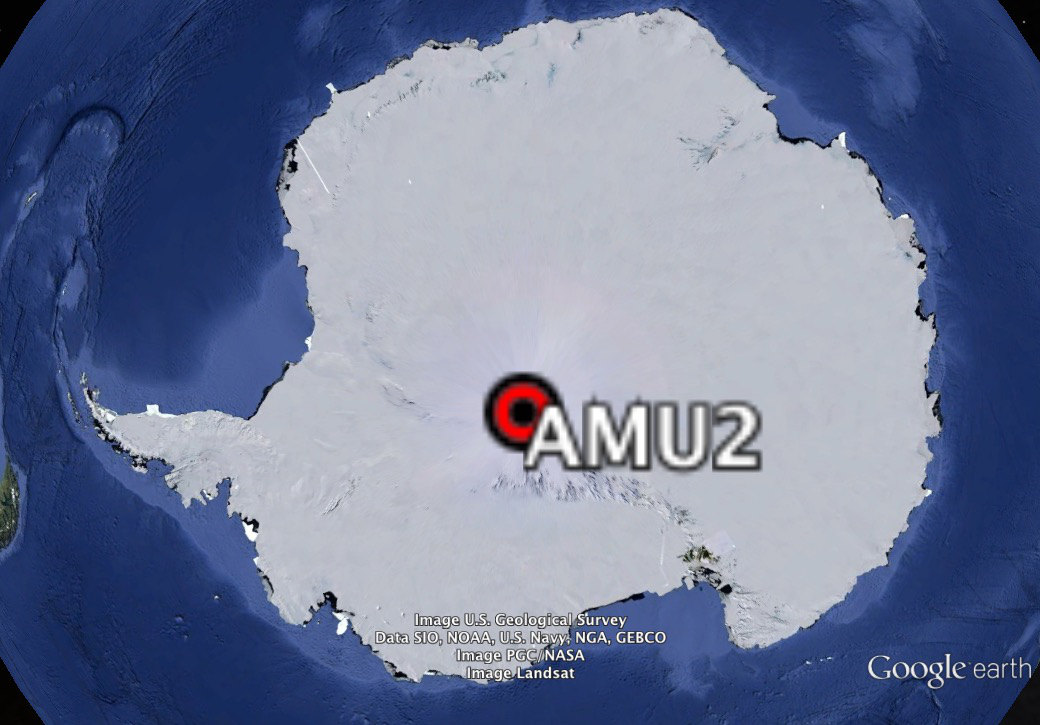 AMU2
Image U.S. Geological Survey
Data SIO, NOAA, U.S. Navy, NGA, GEBCO
Image PGC/NASA
Image Landsat
Google earth